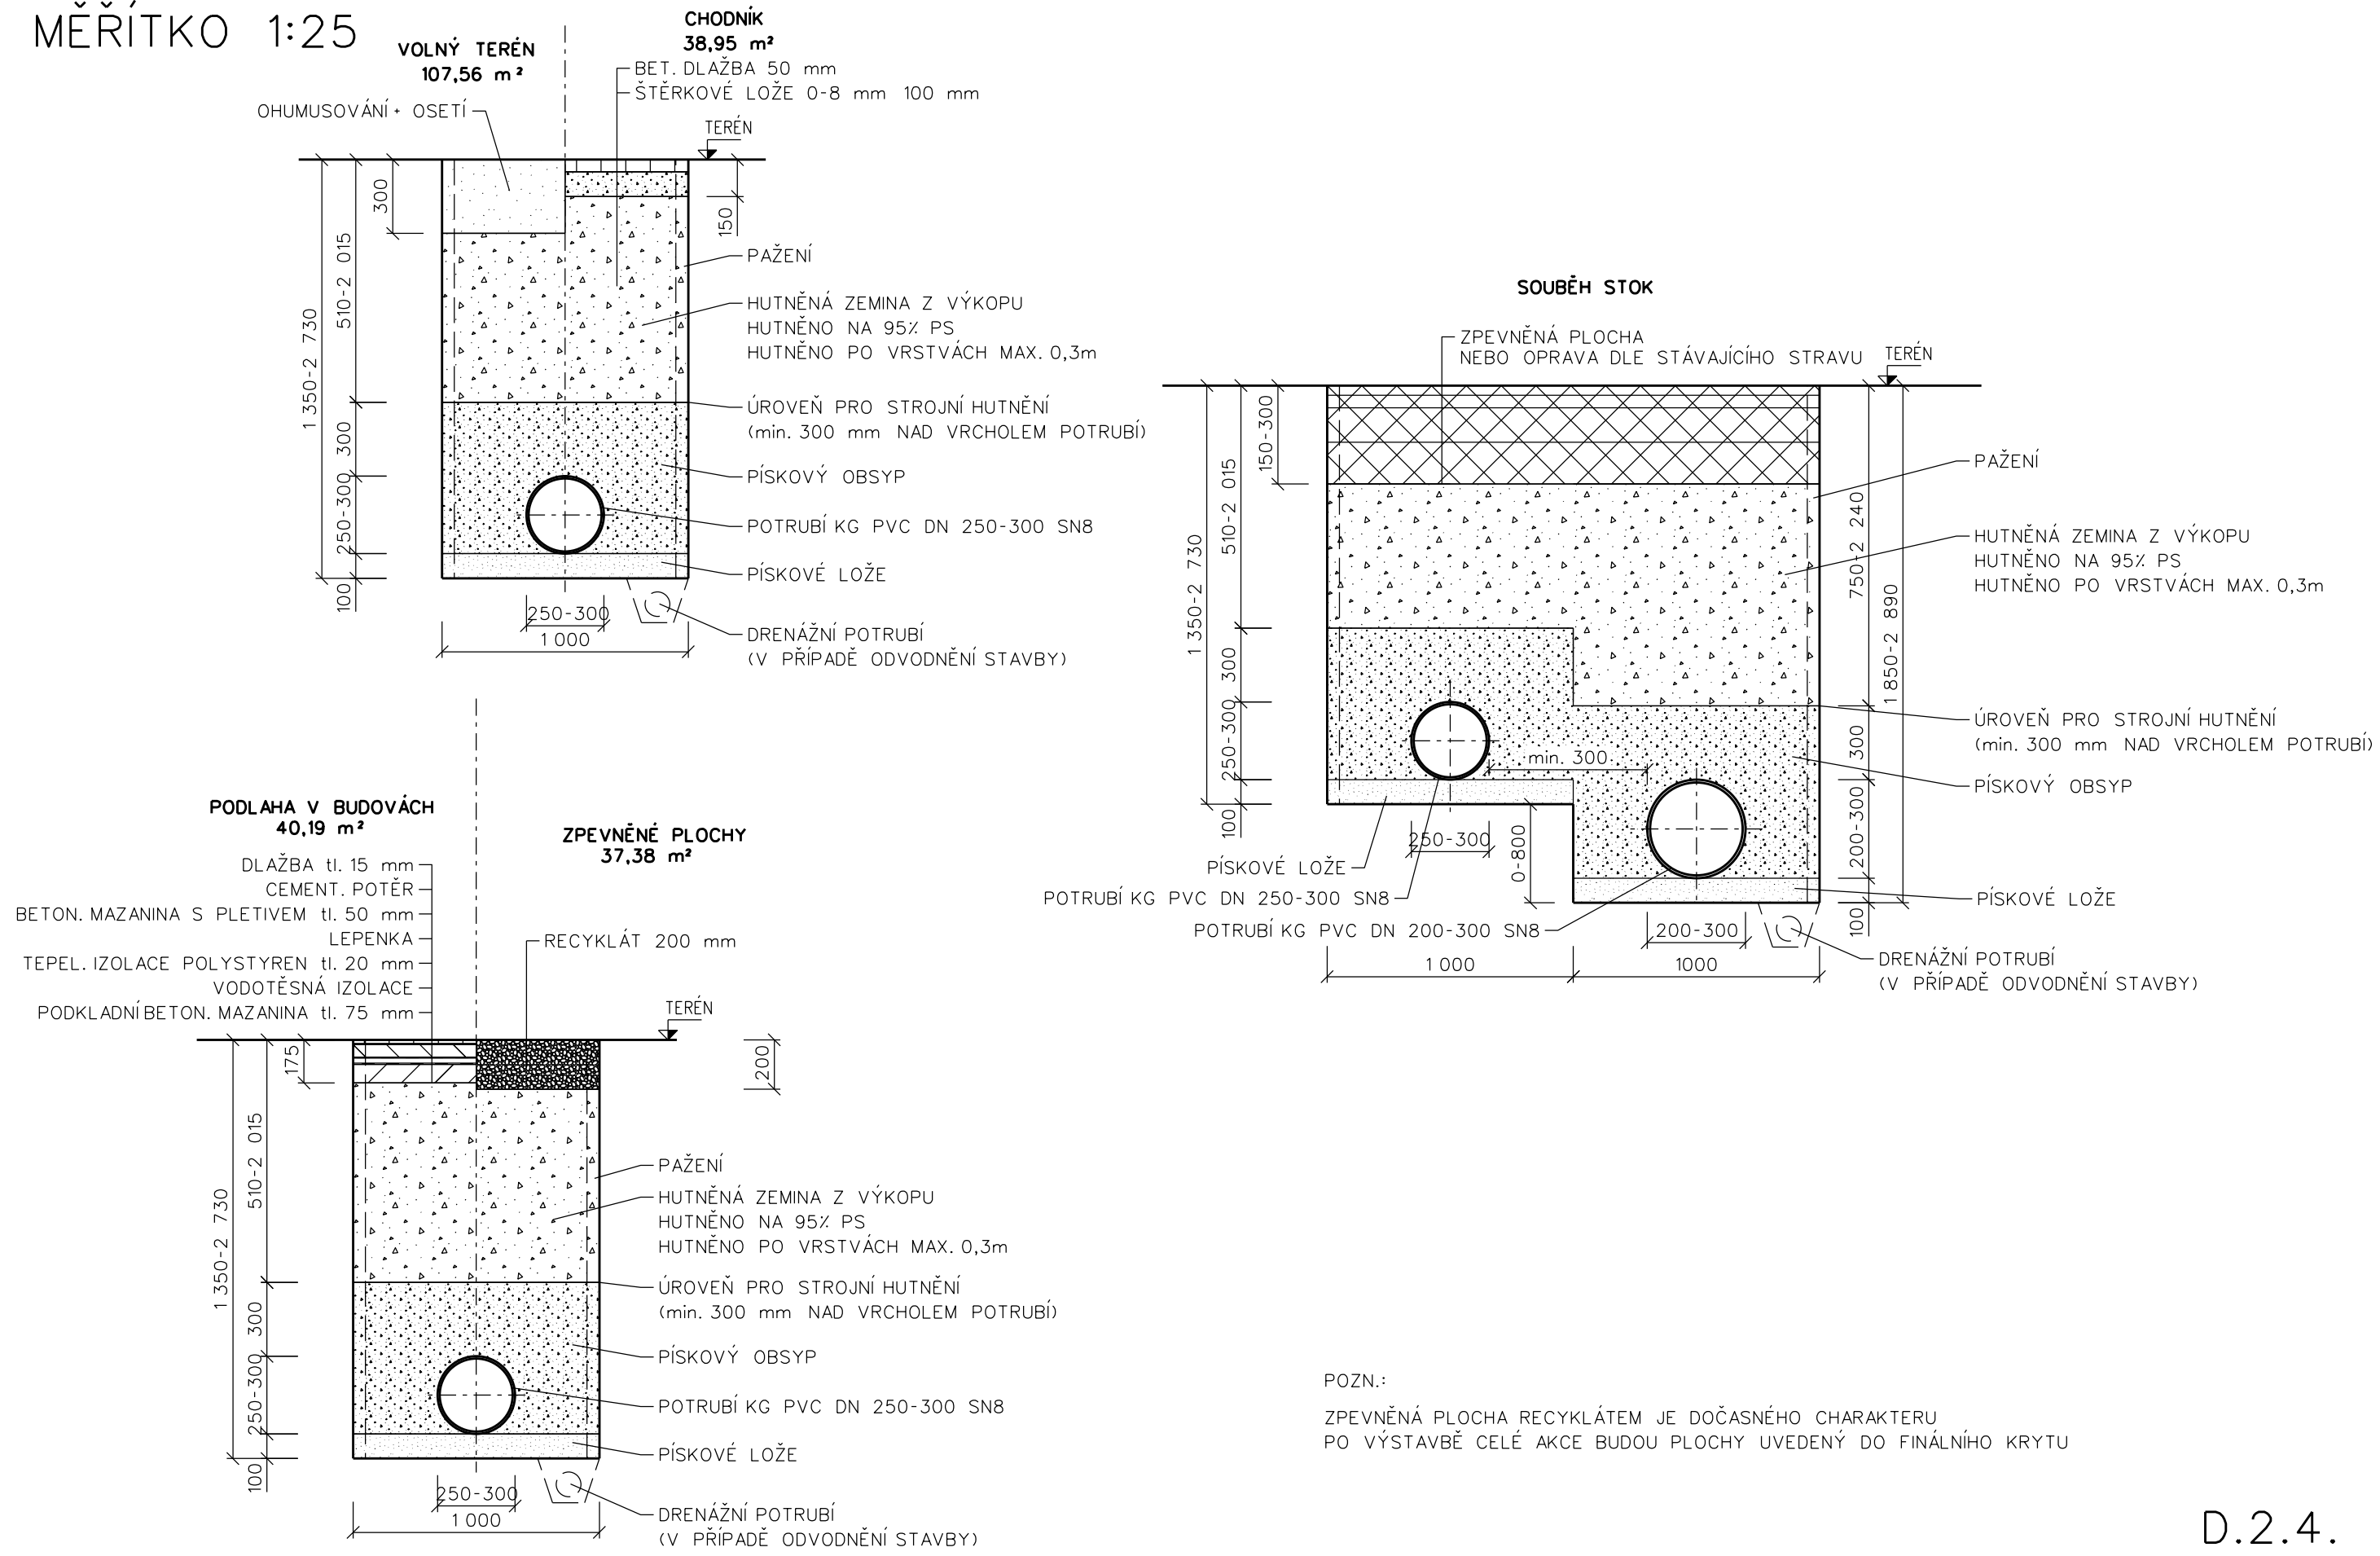 MĚŘÍTKO 1:25
VOLNÝ TERÉN
107,56 m²
CHODNÍK
38,95 m²
BET. DLAŽBA 50 mm
ŠTĚRKOVÉ LOŽE 0-8 mm 100 mm
OHUMUSOVÁNÍ + OSETÍ
TERÉN
300
150
510-2 015
1 350-2 730
300
250-300
100
PAŽENÍ
HUTNĚNÁ ZEMINA Z VÝKOPU
HUTNĚNO NA 95% PS
HUTNĚNO PO VRSTVÁCH MAX. 0,3m
ÚROVEŇ PRO STROJNÍ HUTNĚNÍ
(min. 300 mm NAD VRCHOLEM POTRUBÍ)
PÍSKOVÝ OBSYP
POTRUBÍ KG PVC DN 250-300 SN8
PÍSKOVÉ LOŽE
250-300
1 000
DRENÁŽNÍ POTRUBÍ
(V PŘÍPADĚ ODVODNĚNÍ STAVBY)
SOUBĚH STOK
ZPEVNĚNÁ PLOCHA
NEBO OPRAVA DLE STÁVAJÍCÍHO STRAVU
TERÉN
150-300
510-2 015
1 350-2 730
300
250-300
100
750-2 240
1 850-2 890
300
200-300
100
PAŽENÍ
HUTNĚNÁ ZEMINA Z VÝKOPU
HUTNĚNO NA 95% PS
HUTNĚNO PO VRSTVÁCH MAX. 0,3m
ÚROVEŇ PRO STROJNÍ HUTNĚNÍ
(min. 300 mm NAD VRCHOLEM POTRUBÍ)
PÍSKOVÝ OBSYP
min. 300
250-300
0-800
PÍSKOVÉ LOŽE
POTRUBÍ KG PVC DN 250-300 SN8
POTRUBÍ KG PVC DN 200-300 SN8
PÍSKOVÉ LOŽE
200-300
1 000
1000
DRENÁŽNÍ POTRUBÍ
(V PŘÍPADĚ ODVODNĚNÍ STAVBY)
PODLAHA V BUDOVÁCH
40,19 m²
ZPEVNĚNÉ PLOCHY
37,38 m²
DLAŽBA tl. 15 mm
CEMENT. POTĚR
BETON. MAZANINA S PLETIVEM tl. 50 mm
LEPENKA
TEPEL. IZOLACE POLYSTYREN tl. 20 mm
VODOTĚSNÁ IZOLACE
PODKLADNÍ BETON. MAZANINA tl. 75 mm
RECYKLÁT 200 mm
TERÉN
175
200
510-2 015
1 350-2 730
300
250-300
100
PAŽENÍ
HUTNĚNÁ ZEMINA Z VÝKOPU
HUTNĚNO NA 95% PS
HUTNĚNO PO VRSTVÁCH MAX. 0,3m
ÚROVEŇ PRO STROJNÍ HUTNĚNÍ
(min. 300 mm NAD VRCHOLEM POTRUBÍ)
PÍSKOVÝ OBSYP
POTRUBÍ KG PVC DN 250-300 SN8
PÍSKOVÉ LOŽE
250-300
1 000
DRENÁŽNÍ POTRUBÍ
(V PŘÍPADĚ ODVODNĚNÍ STAVBY)
POZN.:
ZPEVNĚNÁ PLOCHA RECYKLÁTEM JE DOČASNÉHO CHARAKTERU
PO VÝSTAVBĚ CELÉ AKCE BUDOU PLOCHY UVEDENÝ DO FINÁLNÍHO KRYTU
D.2.4.